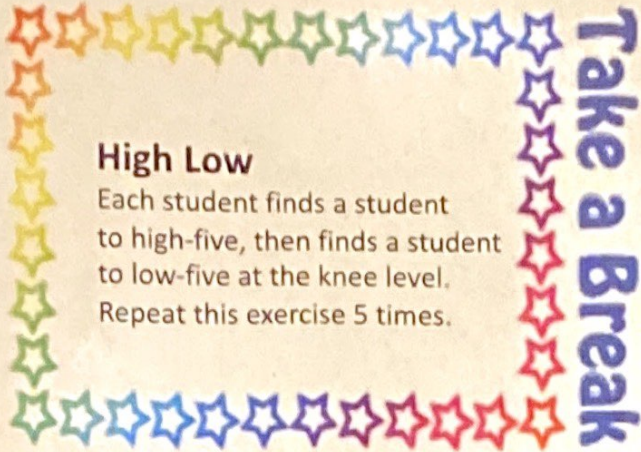 High Low
Each student finds a student
to high-five, then finds a student
to low-five at the knee level.
Repeat this exercise 5 times.
Take a Break